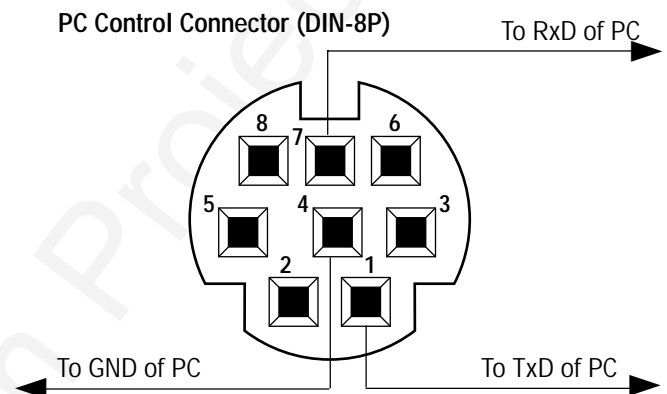 PC Control Connector (DIN-8P)
To RxD of PC
8 7 6
5 4 3
2 1
To GND of PC
To TxD of PC